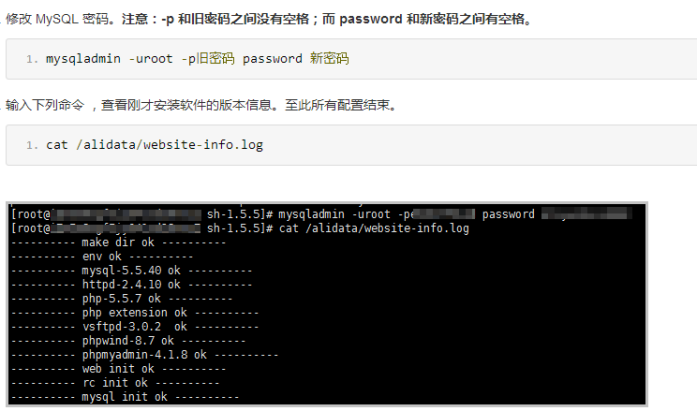 . 修改 MySQL 密码。注意：-p 和旧密码之间没有空格；而 password 和新密码之间有空格。
1. mysqladmin -uroot -p旧密码 password 新密码
. 输入下列命令 ，查看刚才安装软件的版本信息。至此所有配置结束。
1. cat /alidata/website-info.log
[root@ sh-1.5.5]# mysqladmin -uroot -pe password
[root@ sh-1.5.5]# cat /alidata/website-info.log
---------- make dir ok ----------
---------- env ok ----------
---------- mysql-5.5.40 ok ----------
---------- httpd-2.4.10 ok ----------
---------- php-5.5.7 ok ----------
---------- php extension ok ----------
---------- vsftpd-3.0.2  ok ----------
---------- phpwind-8.7 ok ----------
---------- phpmyadmin-4.1.8 ok ----------
---------- web init ok ----------
---------- rc init ok ----------
---------- mysql init ok ----------